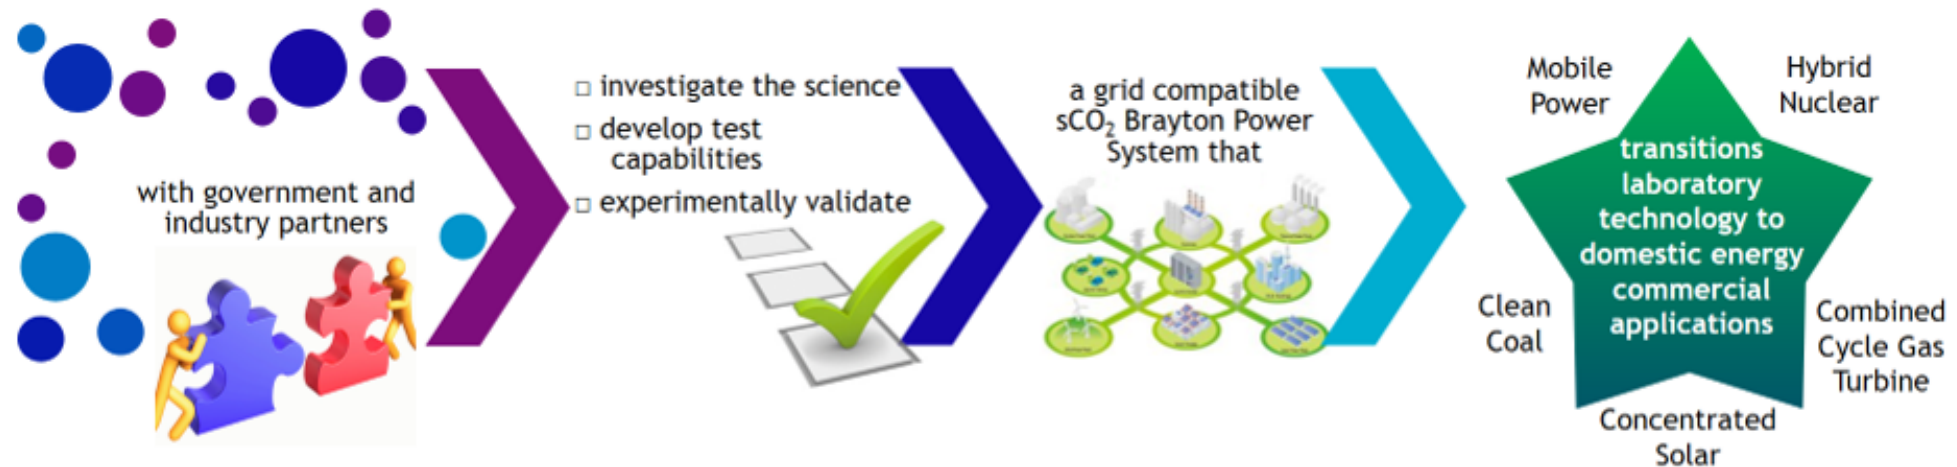 with government and
industry partners
□ investigate the science
□ develop test
capabilities
□ experimentally validate
a grid compatible
sCO₂ Brayton Power
System that
Mobile
Power
Hybrid
Nuclear
transitions
laboratory
technology to
domestic energy
commercial
applications
Clean
Coal
Combined
Cycle Gas
Turbine
Concentrated
Solar